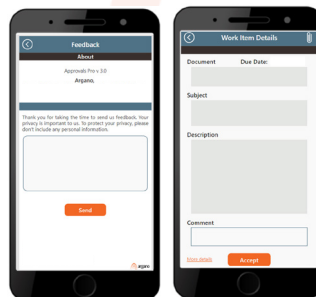 Feedback
About
Approvals Pro v 3.0
Argano,
Thank you for taking the time to send us feedback. Your
privacy is important to us. To protect your privacy, please
don't include any personal information.
Send
argano
Work Item Details
Document Due Date:
Subject
Description
Comment
Enter details
Accept